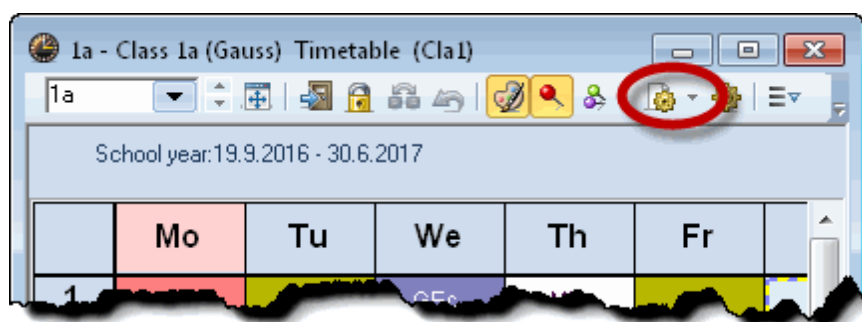 1a - Class 1a (Gauss) Timetable (Cla1)
1a
School year:19.9.2016 - 30.6.2017
Mo Tu We Th Fr
1 GEc